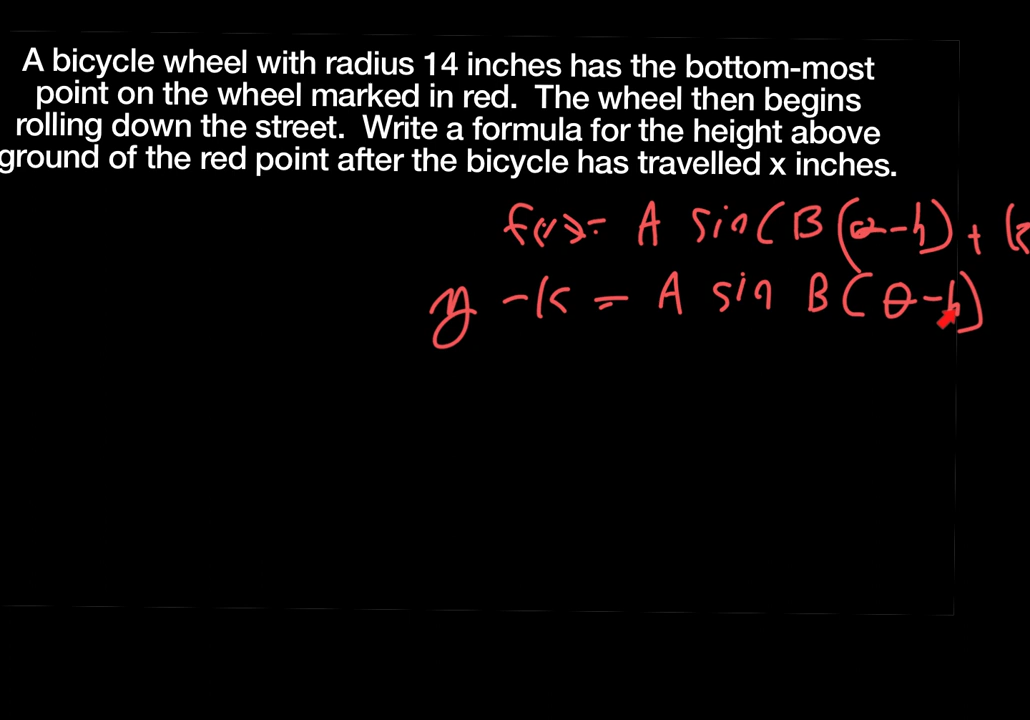 A bicycle wheel with radius 14 inches has the bottom-most
point on the wheel marked in red. The wheel then begins
rolling down the street. Write a formula for the height above
ground of the red point after the bicycle has travelled x inches.
f(x)= A sin(B(θ-h)+k
y -k = A sin B(θ-h)